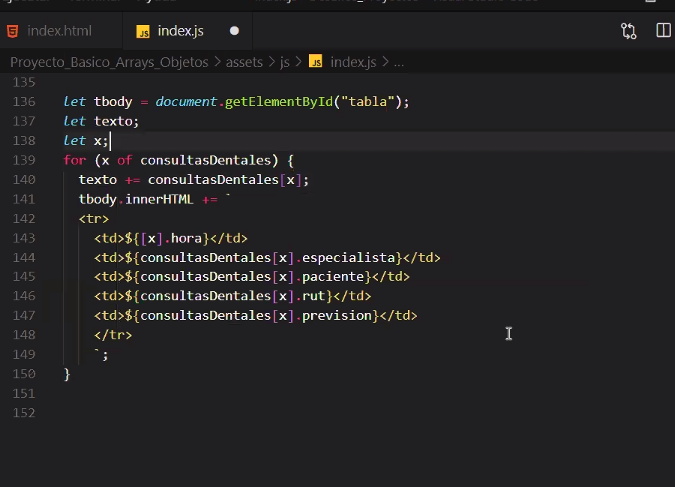 index.html
JS index.js
Proyecto_Basico_Arrays_Objetos > assets > js > JS index.js > ...
135
136 let tbody = document.getElementById("tabla");
137 let texto;
138 let x;
139 for (x of consultasDentales) {
140 texto += consultasDentales[x];
141 tbody.innerHTML += `
142 <tr>
143 <td>${[x].hora}</td>
144 <td>${consultasDentales[x].especialista}</td>
145 <td>${consultasDentales[x].paciente}</td>
146 <td>${consultasDentales[x].rut}</td>
147 <td>${consultasDentales[x].prevision}</td>
148 </tr>
149 `;
150 }
151
152